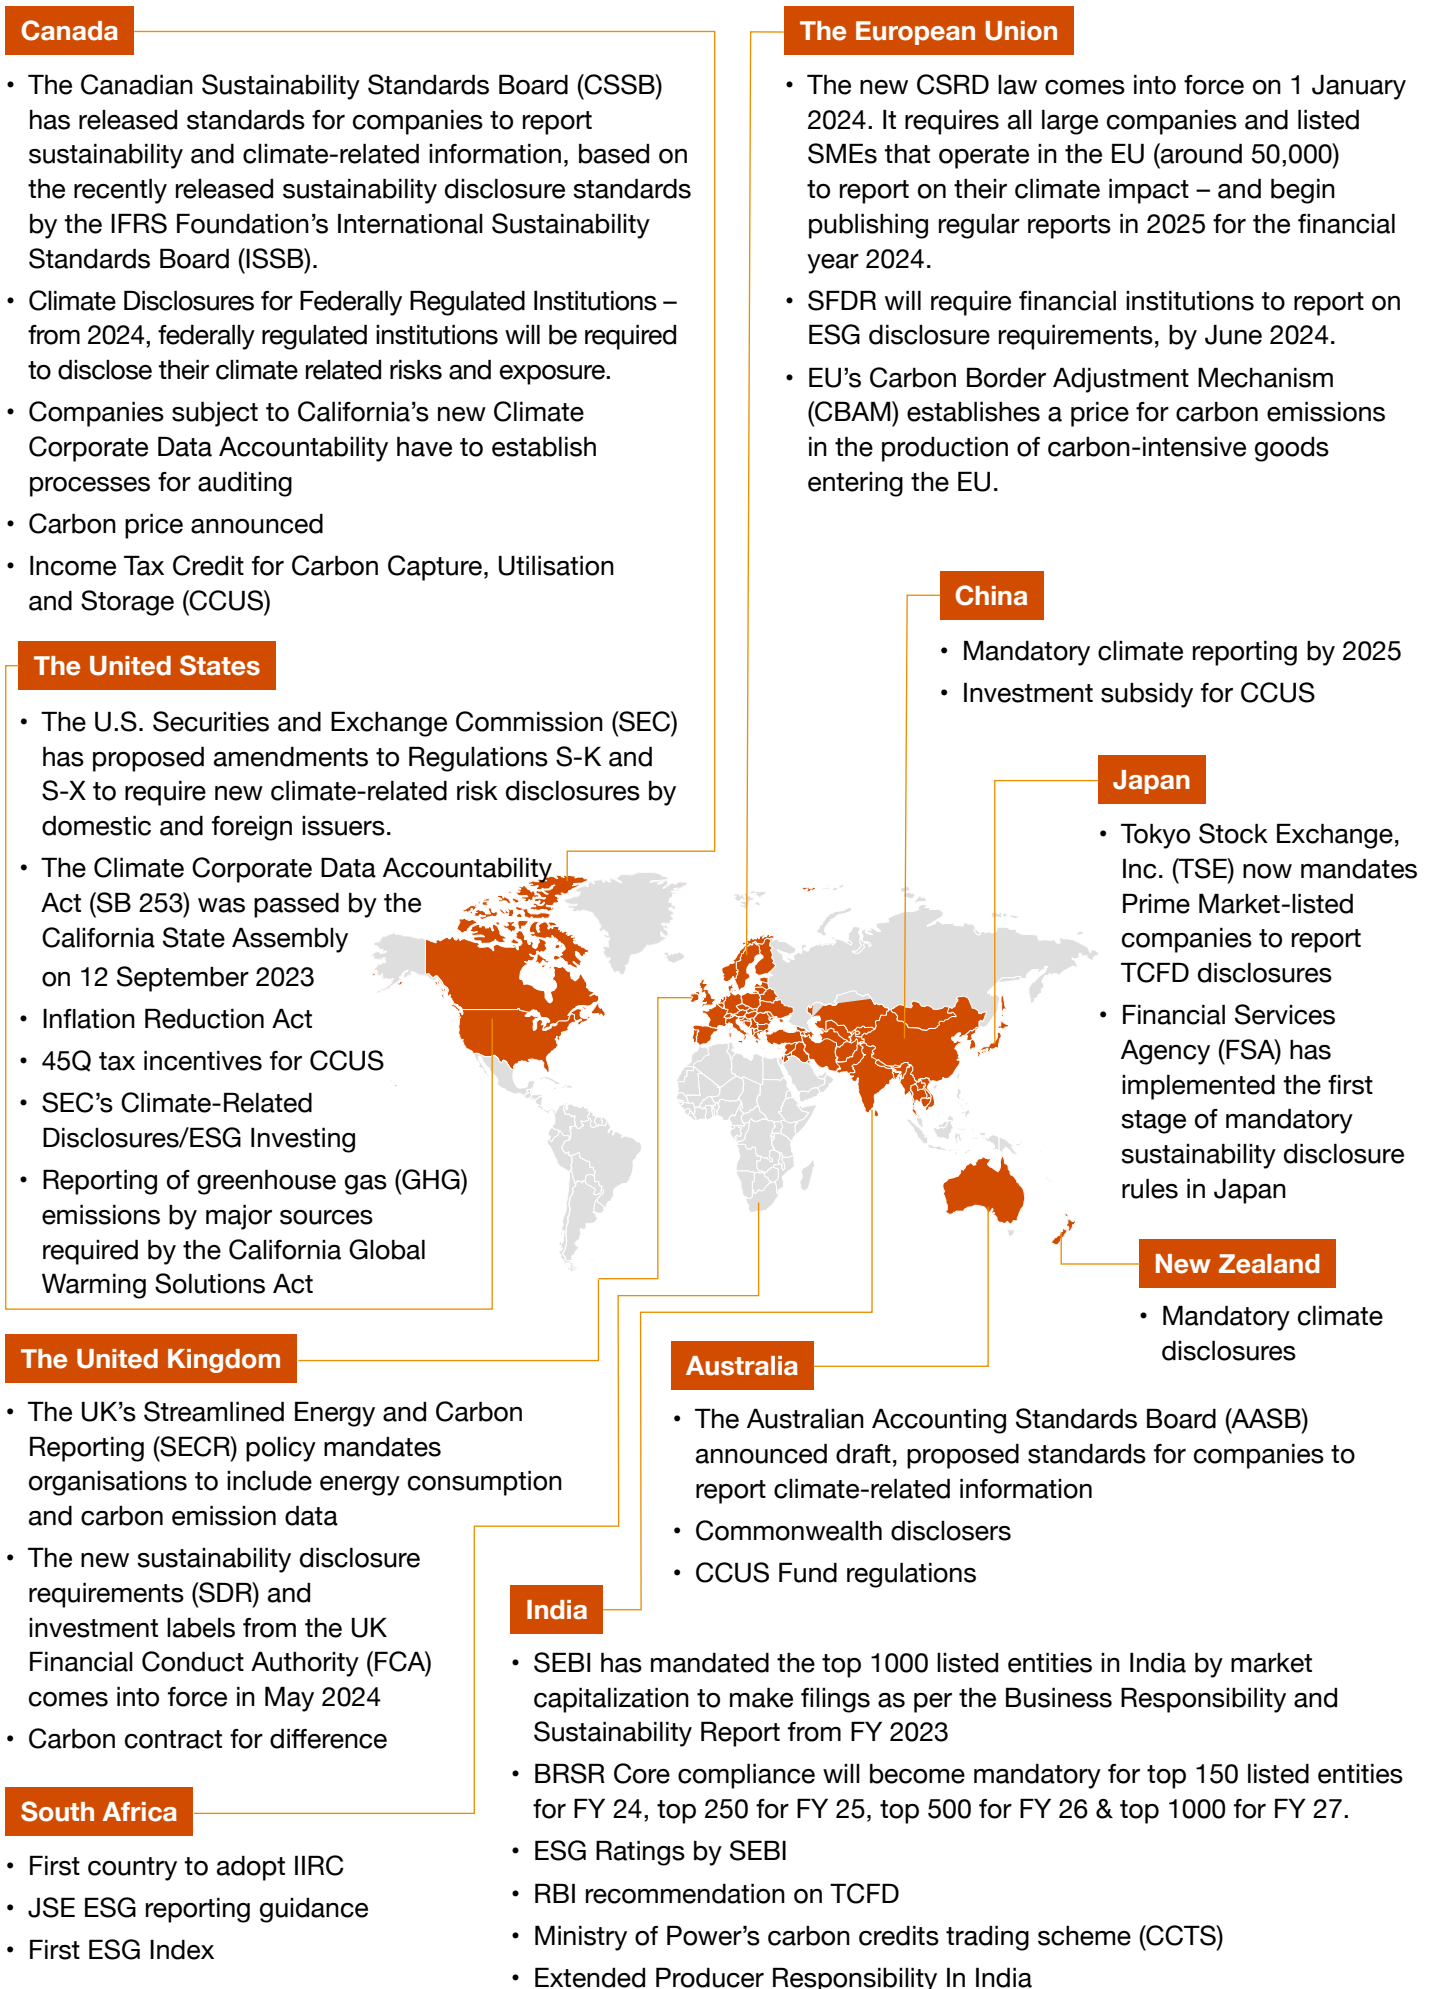 Canada
• The Canadian Sustainability Standards Board (CSSB)
has released standards for companies to report
sustainability and climate-related information, based on
the recently released sustainability disclosure standards
by the IFRS Foundation’s International Sustainability
Standards Board (ISSB).
• Climate Disclosures for Federally Regulated Institutions –
from 2024, federally regulated institutions will be required
to disclose their climate related risks and exposure.
• Companies subject to California’s new Climate
Corporate Data Accountability have to establish
processes for auditing
• Carbon price announced
• Income Tax Credit for Carbon Capture, Utilisation
and Storage (CCUS)
The European Union
• The new CSRD law comes into force on 1 January
2024. It requires all large companies and listed
SMEs that operate in the EU (around 50,000)
to report on their climate impact – and begin
publishing regular reports in 2025 for the financial
year 2024.
• SFDR will require financial institutions to report on
ESG disclosure requirements, by June 2024.
• EU’s Carbon Border Adjustment Mechanism
(CBAM) establishes a price for carbon emissions
in the production of carbon-intensive goods
entering the EU.
China
• Mandatory climate reporting by 2025
• Investment subsidy for CCUS
The United States
• The U.S. Securities and Exchange Commission (SEC)
has proposed amendments to Regulations S-K and
S-X to require new climate-related risk disclosures by
domestic and foreign issuers.
• The Climate Corporate Data Accountability
Act (SB 253) was passed by the
California State Assembly
on 12 September 2023
• Inflation Reduction Act
• 45Q tax incentives for CCUS
• SEC’s Climate-Related
Disclosures/ESG Investing
• Reporting of greenhouse gas (GHG)
emissions by major sources
required by the California Global
Warming Solutions Act
Japan
• Tokyo Stock Exchange,
Inc. (TSE) now mandates
Prime Market-listed
companies to report
TCFD disclosures
• Financial Services
Agency (FSA) has
implemented the first
stage of mandatory
sustainability disclosure
rules in Japan
New Zealand
• Mandatory climate
disclosures
The United Kingdom
• The UK’s Streamlined Energy and Carbon
Reporting (SECR) policy mandates
organisations to include energy consumption
and carbon emission data
• The new sustainability disclosure
requirements (SDR) and
investment labels from the UK
Financial Conduct Authority (FCA)
comes into force in May 2024
• Carbon contract for difference
Australia
• The Australian Accounting Standards Board (AASB)
announced draft, proposed standards for companies to
report climate-related information
• Commonwealth disclosers
• CCUS Fund regulations
India
• SEBI has mandated the top 1000 listed entities in India by market
capitalization to make filings as per the Business Responsibility and
Sustainability Report from FY 2023
• BRSR Core compliance will become mandatory for top 150 listed entities
for FY 24, top 250 for FY 25, top 500 for FY 26 & top 1000 for FY 27.
• ESG Ratings by SEBI
• RBI recommendation on TCFD
• Ministry of Power’s carbon credits trading scheme (CCTS)
• Extended Producer Responsibility In India
South Africa
• First country to adopt IIRC
• JSE ESG reporting guidance
• First ESG Index